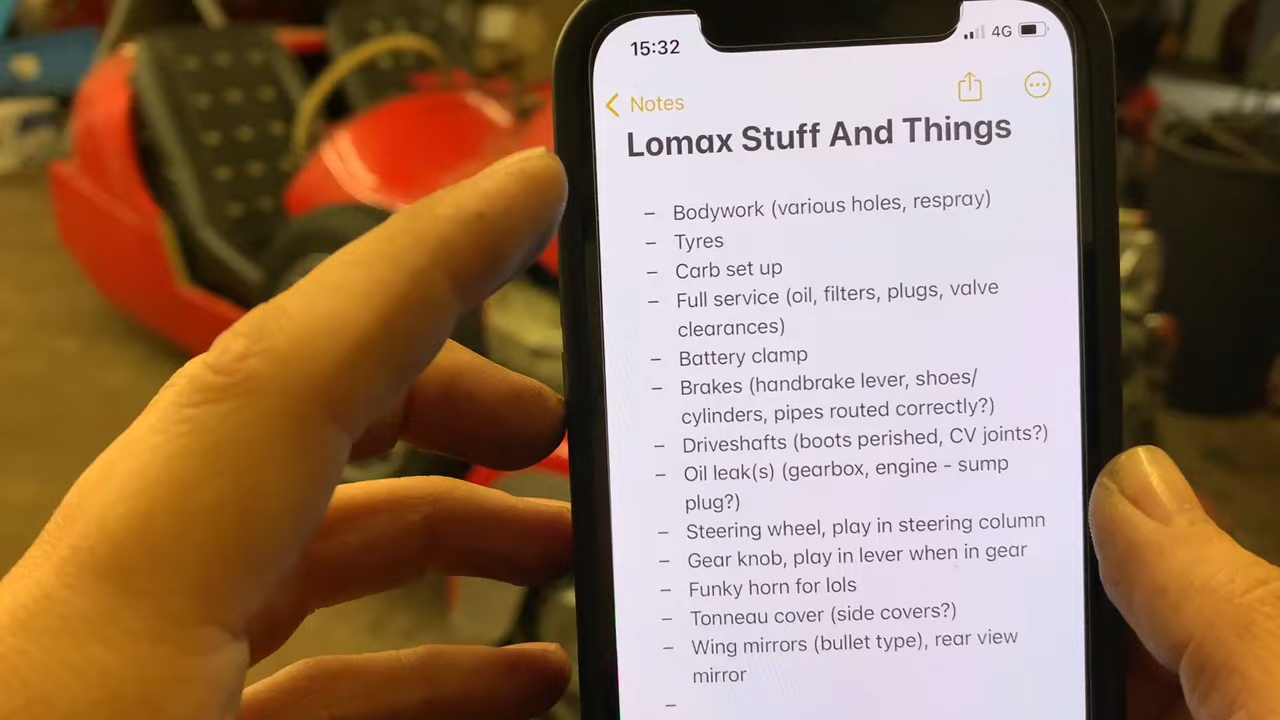 15:32
4G
Notes
Lomax Stuff And Things
– Bodywork (various holes, respray)
– Tyres
– Carb set up
– Full service (oil, filters, plugs, valve
clearances)
– Battery clamp
– Brakes (handbrake lever, shoes/
cylinders, pipes routed correctly?)
– Driveshafts (boots perished, CV joints?)
– Oil leak(s) (gearbox, engine - sump
plug?)
– Steering wheel, play in steering column
– Gear knob, play in lever when in gear
– Funky horn for lols
– Tonneau cover (side covers?)
– Wing mirrors (bullet type), rear view
mirror
–